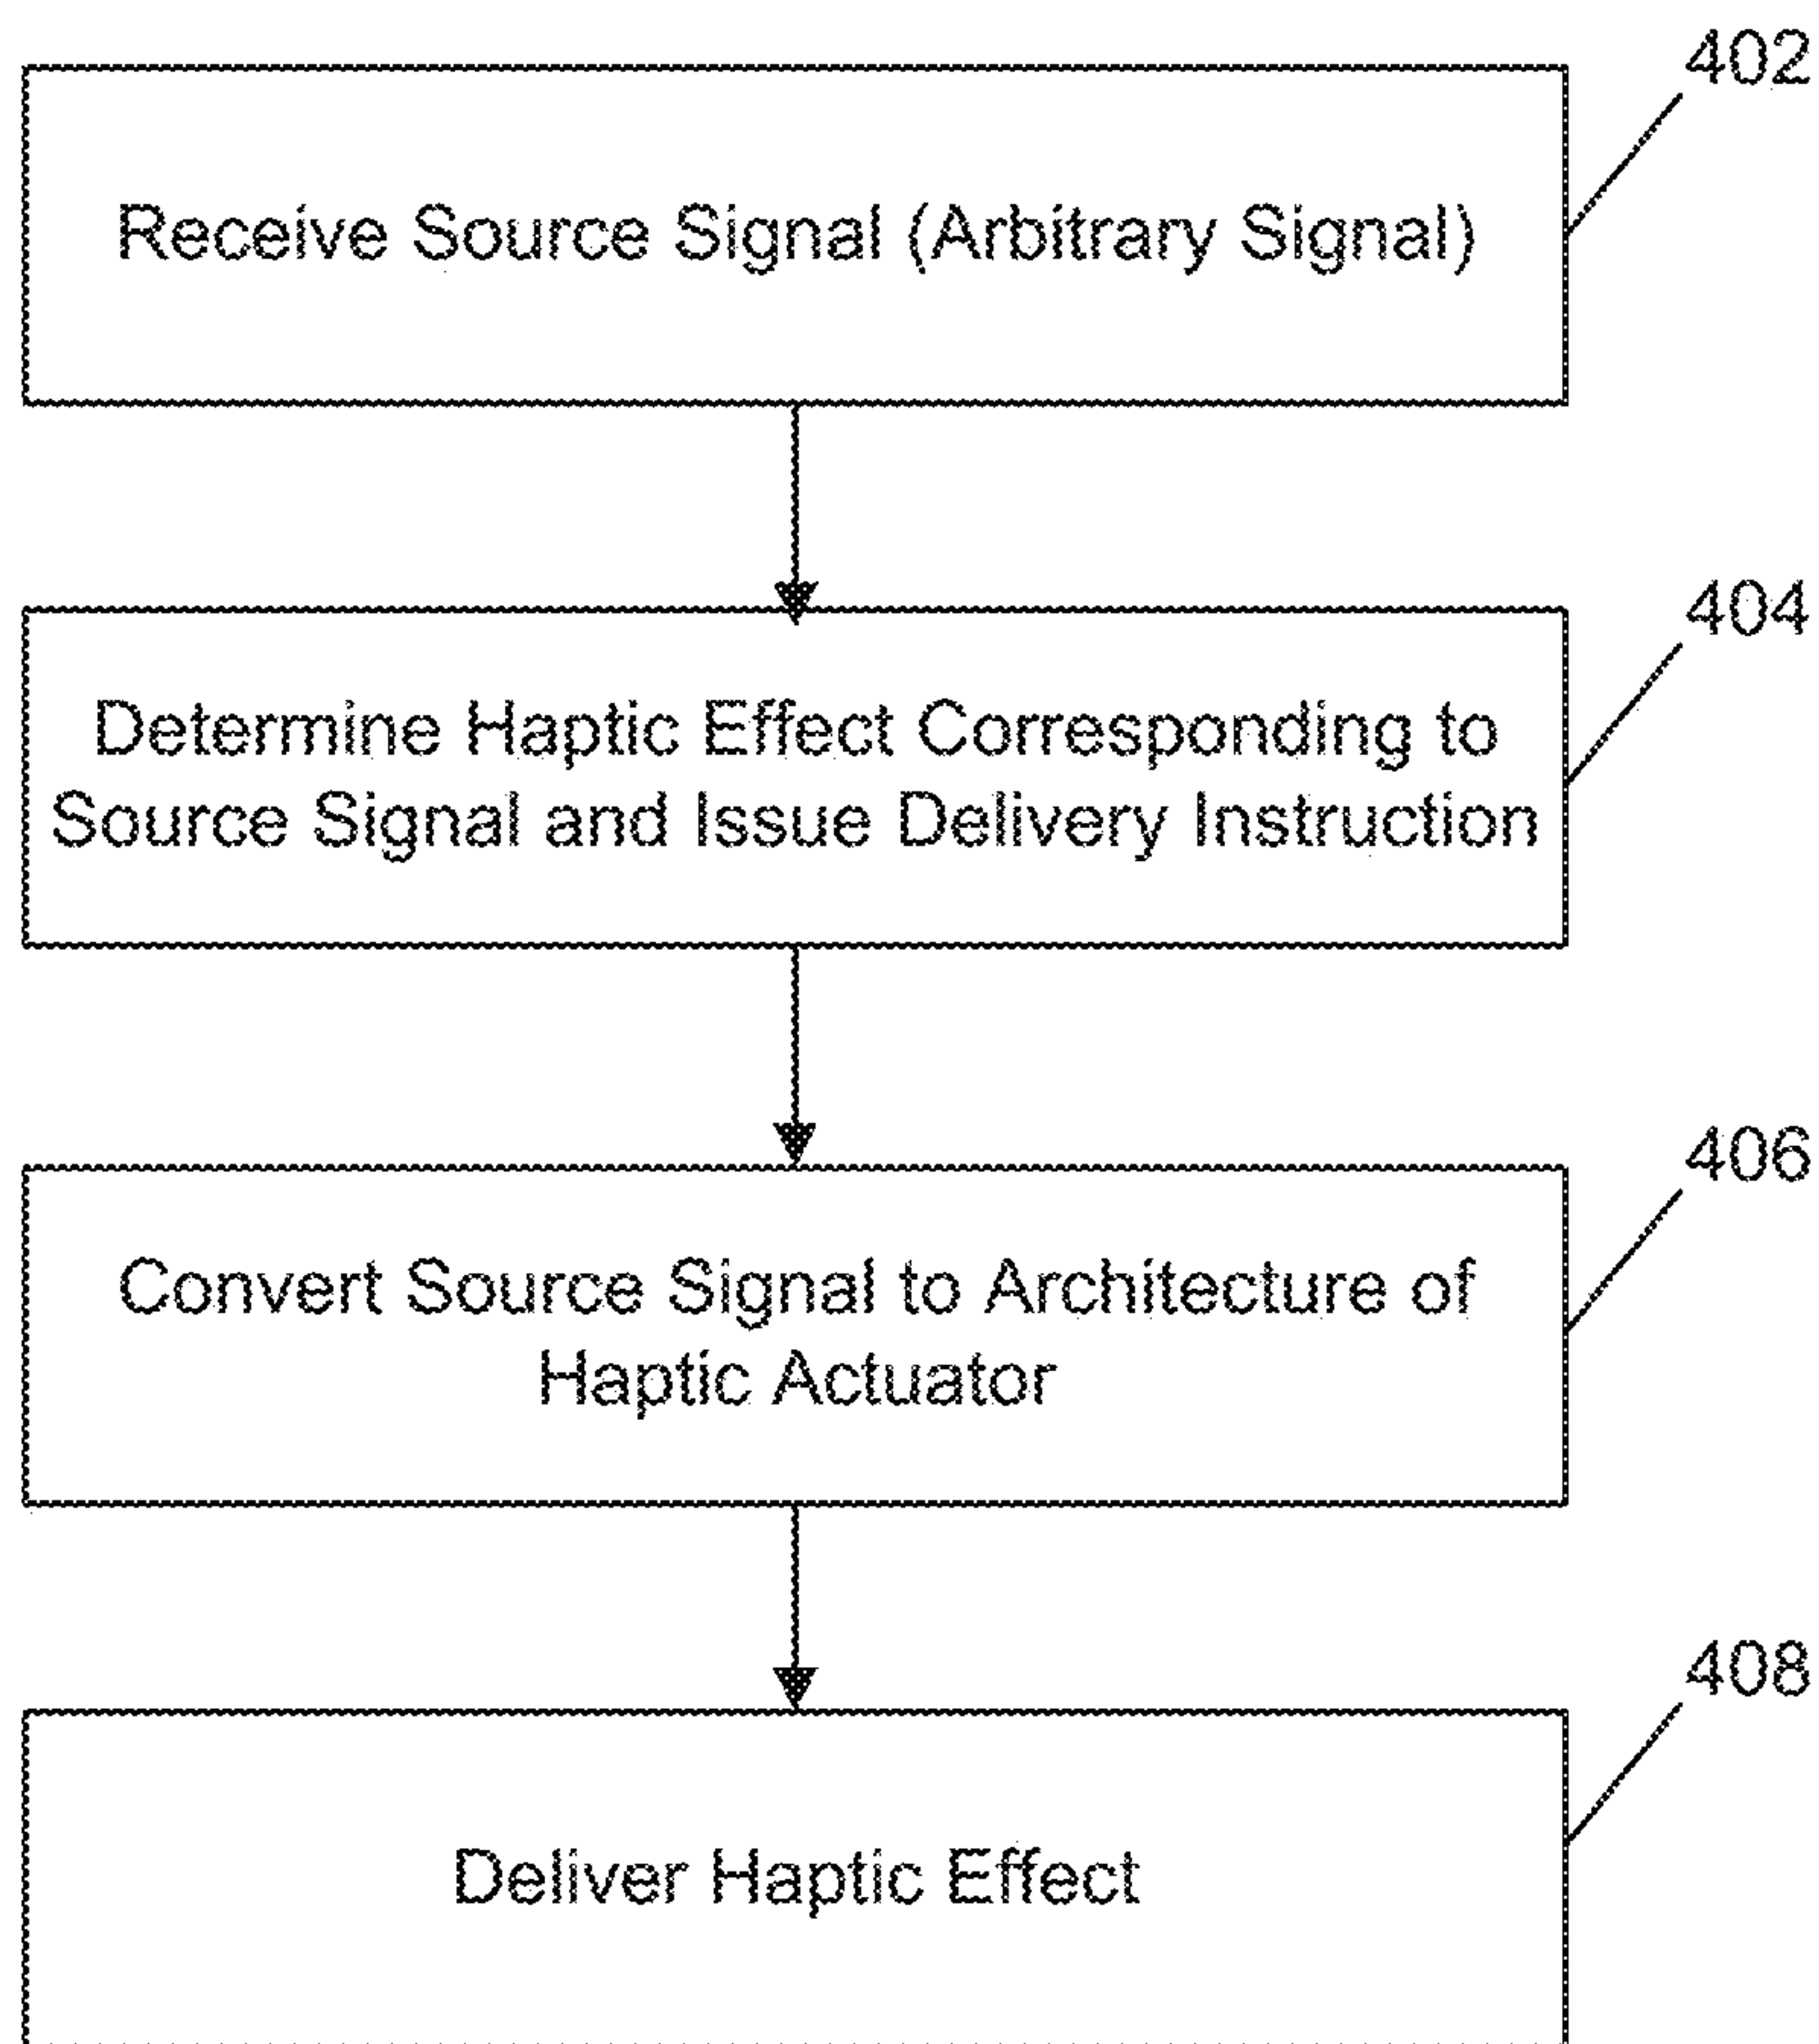 402
Receive Source Signal (Arbitrary Signal)
404
Determine Haptic Effect Corresponding to
Source Signal and Issue Delivery Instruction
406
Convert Source Signal to Architecture of
Haptic Actuator
408
Deliver Haptic Effect